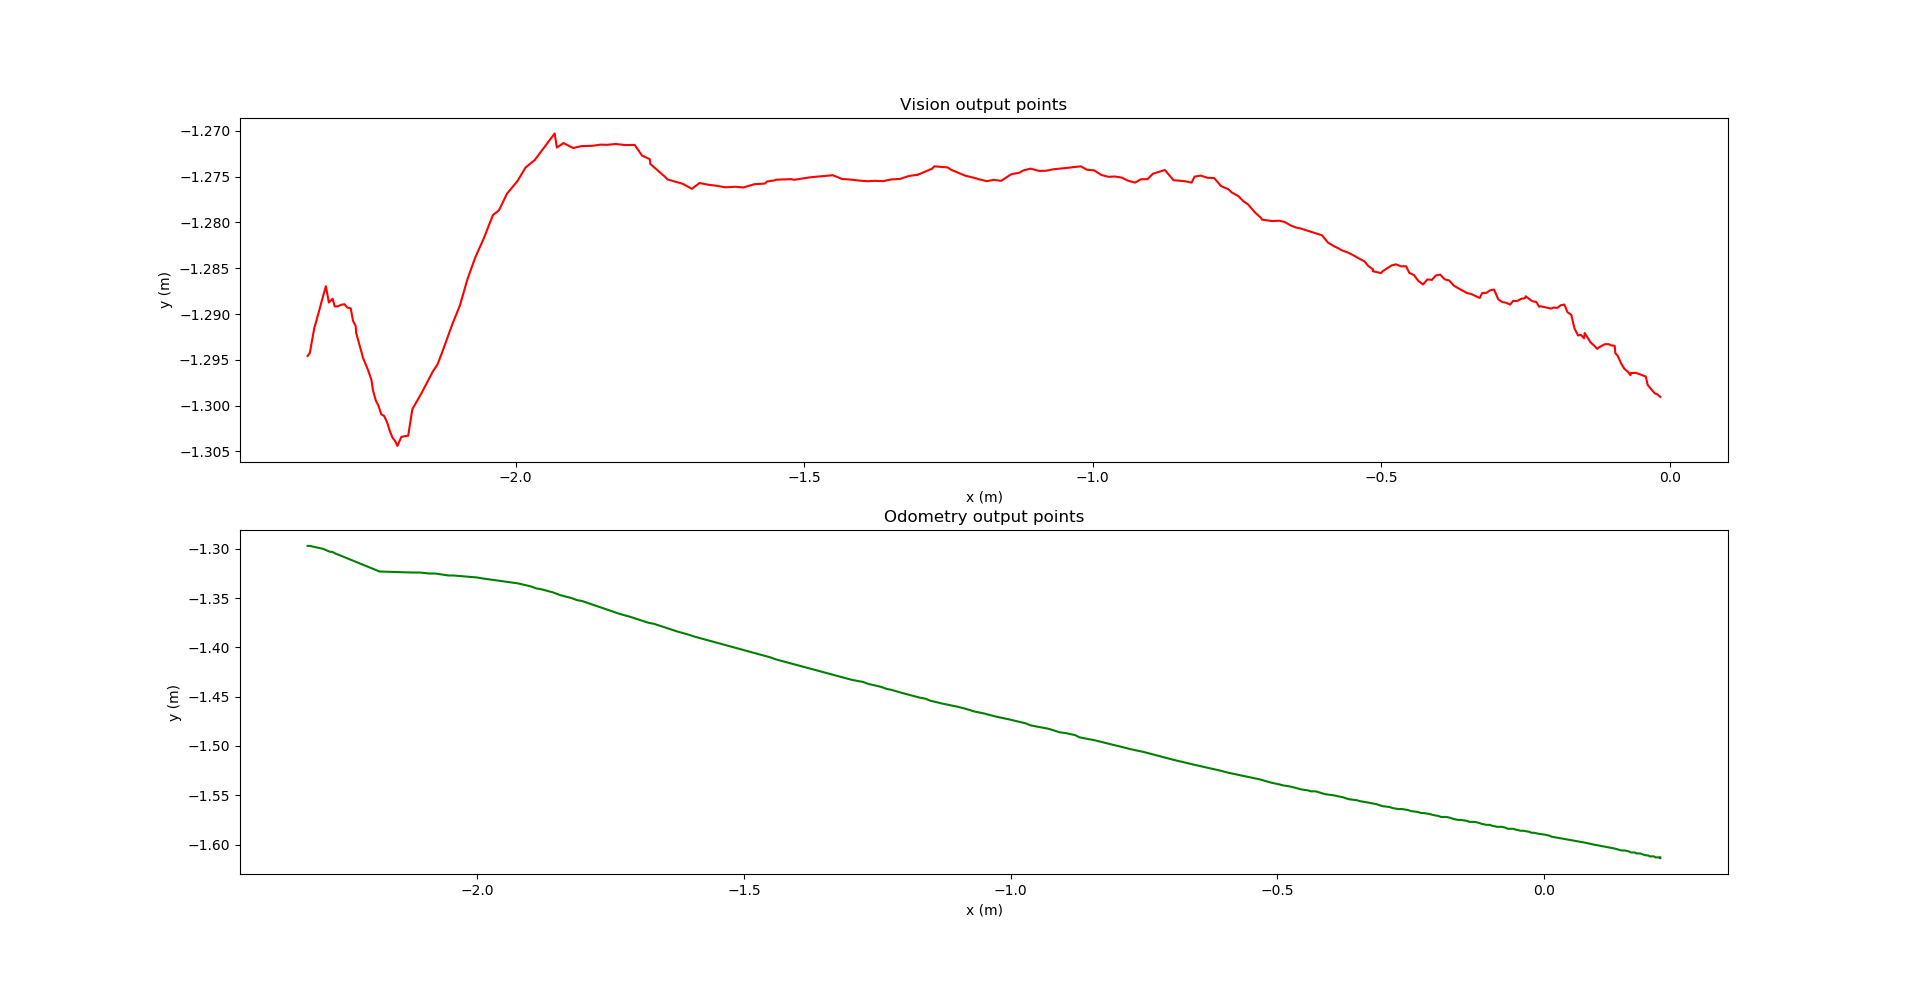 Vision output points
−1.270
−1.275
−1.280
−1.285
−1.290
−1.295
−1.300
−1.305
y (m)
−2.0 −1.5 −1.0 −0.5 0.0
x (m)
Odometry output points
−1.30
−1.35
−1.40
−1.45
−1.50
−1.55
−1.60
y (m)
−2.0 −1.5 −1.0 −0.5 0.0
x (m)